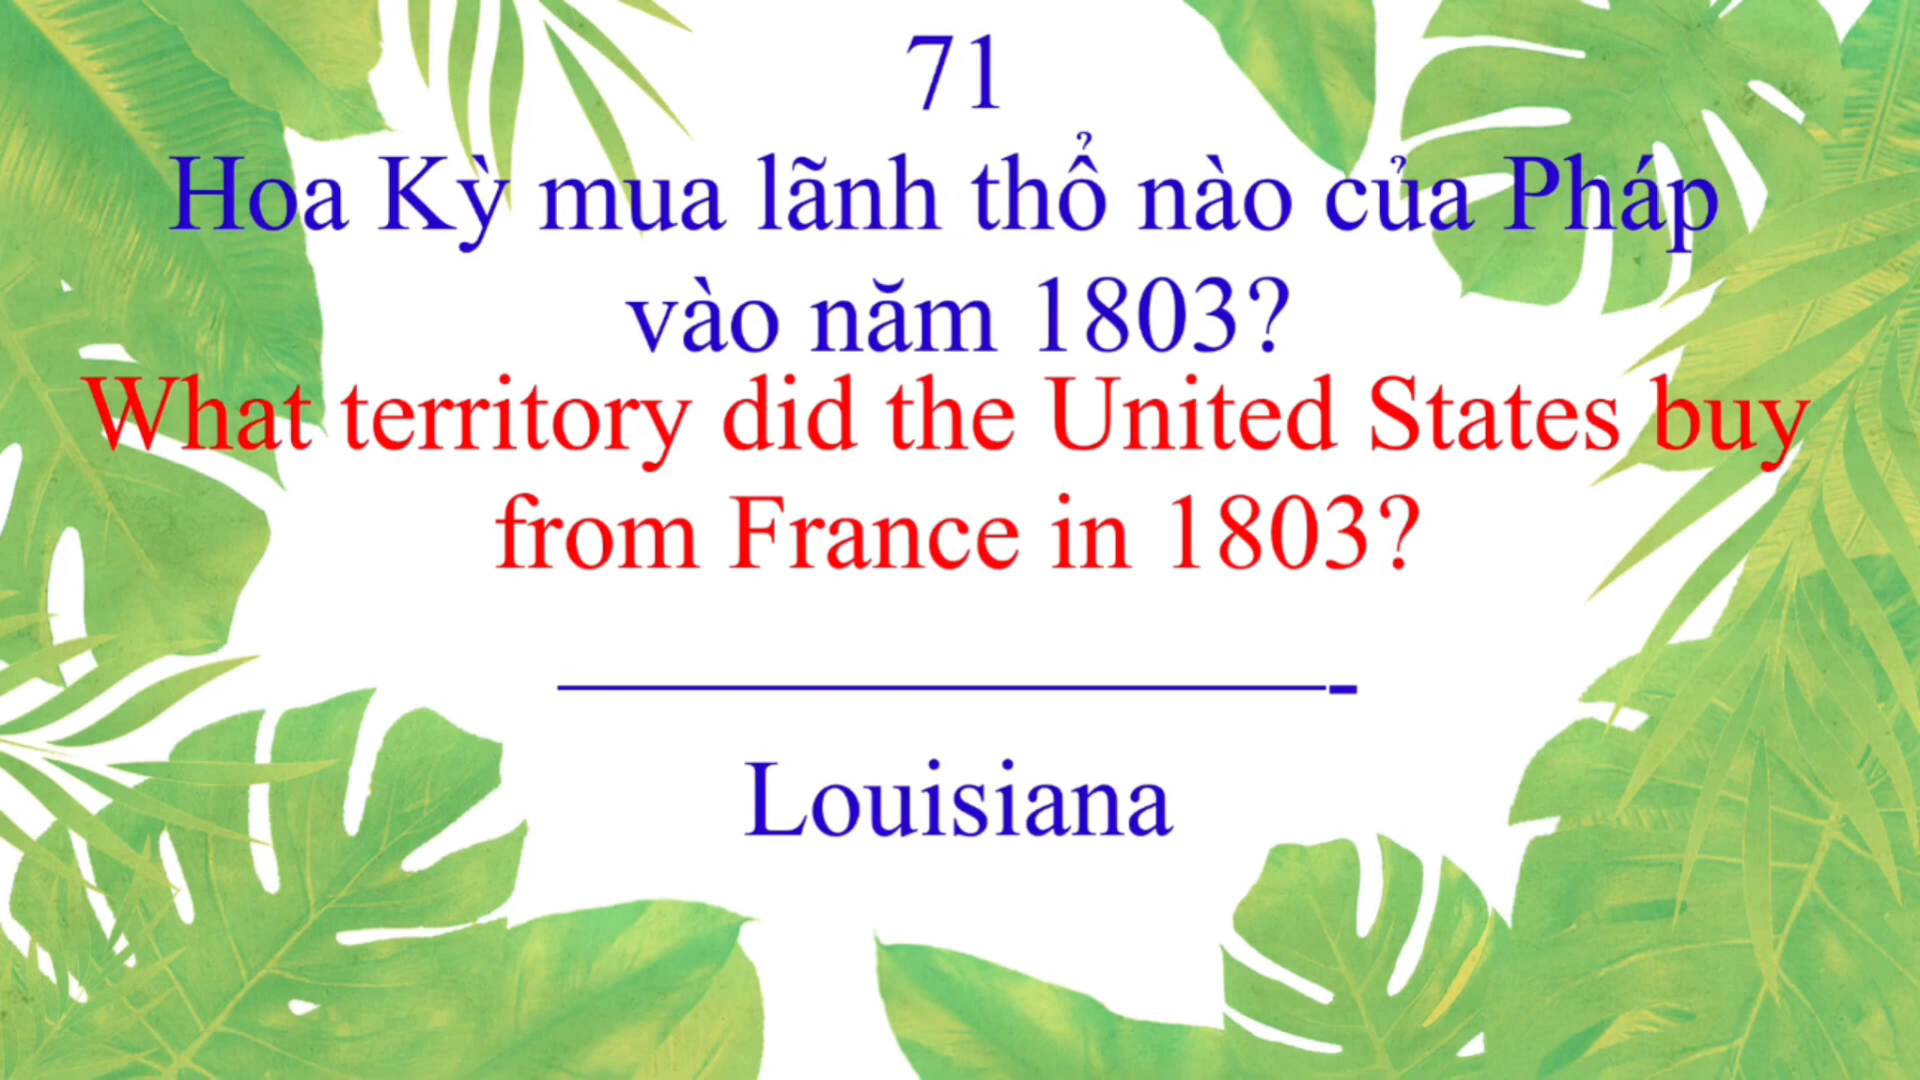 71
Hoa Kỳ mua lãnh thổ nào của Pháp
vào năm 1803?
What territory did the United States buy
from France in 1803?
————————-
Louisiana